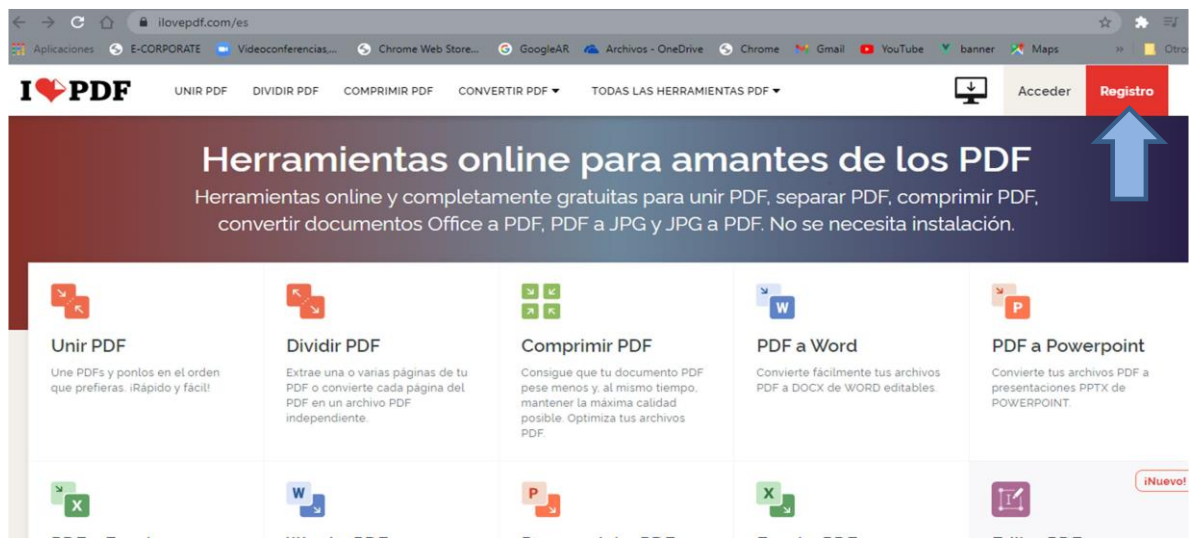 ilovepdf.com/es
Aplicaciones E-CORPORATE Videoconferencias,... Chrome Web Store... GoogleAR Archivos - OneDrive Chrome Gmail YouTube banner Maps » Otro
I PDF UNIR PDF DIVIDIR PDF COMPRIMIR PDF CONVERTIR PDF TODAS LAS HERRAMIENTAS PDF Acceder Registro
Herramientas online para amantes de los PDF
Herramientas online y completamente gratuitas para unir PDF, separar PDF, comprimir PDF,
convertir documentos Office a PDF, PDF a JPG y JPG a PDF. No se necesita instalación.
Unir PDF
Une PDFs y ponlos en el orden
que prefieras. ¡Rápido y fácil!
Dividir PDF
Extrae una o varias páginas de tu
PDF o convierte cada página del
PDF en un archivo PDF
independiente.
Comprimir PDF
Consigue que tu documento PDF
pese menos y, al mismo tiempo,
mantener la máxima calidad
posible. Optimiza tus archivos
PDF.
W
PDF a Word
Convierte fácilmente tus archivos
PDF a DOCX de WORD editables.
P
PDF a Powerpoint
Convierte tus archivos PDF a
presentaciones PPTX de
POWERPOINT.
X
W
P
X
¡Nuevo!